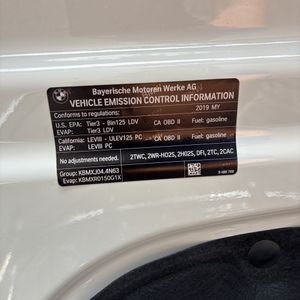 BMW
Bayerische Motoren Werke AG
VEHICLE EMISSION CONTROL INFORMATION
Conforms to regulations: 2019 MY
U.S. EPA: Tier3 - Bin125 LDV CA OBD II Fuel: gasoline
EVAP: Tier3 LDV
California: LEVIII - ULEV125 PC CA OBD II Fuel: gasoline
EVAP: LEVIII PC
No adjustments needed. 2TWC, 2WR-HO2S, 2HO2S, DFI, 2TC, 2CAC
Group: KBMXJ04.4N63
Evap: KBMXR0150G1X